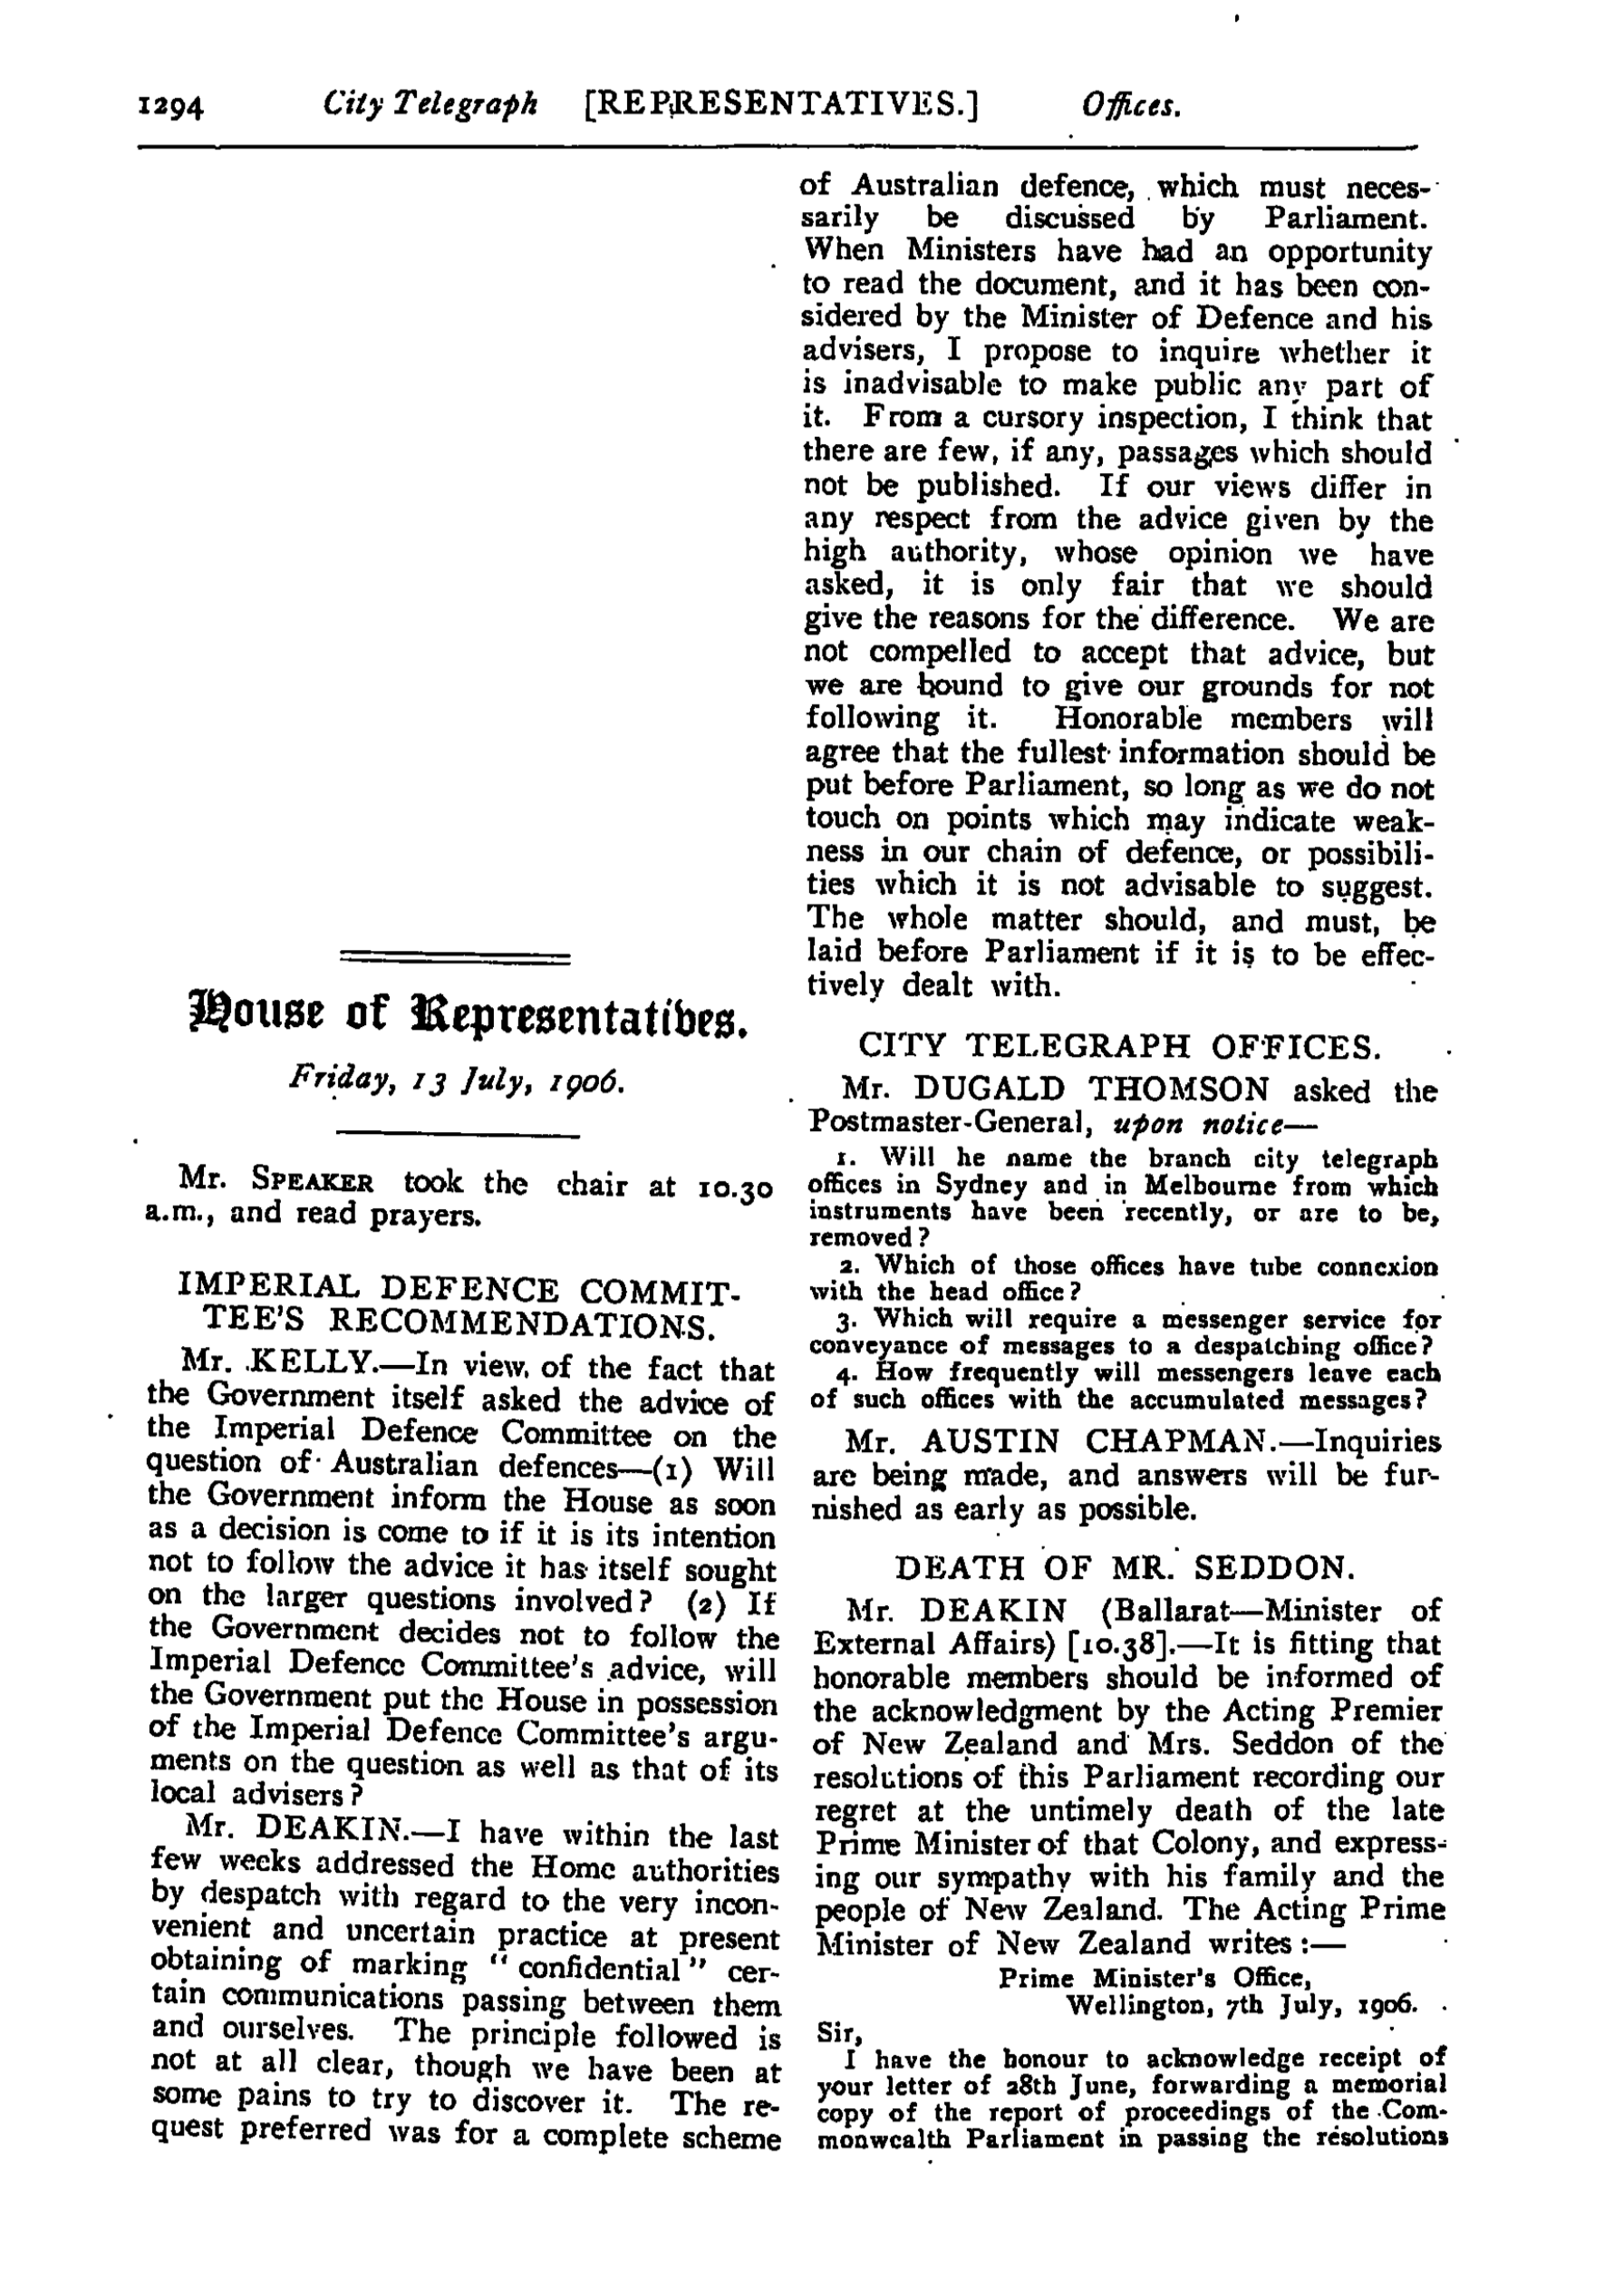 1294 City Telegraph [REPRESENTATIVES.] Offices.
House of Representatives.
Friday, 13 July, 1906.
Mr. SPEAKER took the chair at 10.30
a.m., and read prayers.
IMPERIAL DEFENCE COMMIT-
TEE'S RECOMMENDATIONS.
Mr. KELLY.—In view of the fact that
the Government itself asked the advice of
the Imperial Defence Committee on the
question of Australian defences—(1) Will
the Government inform the House as soon
as a decision is come to if it is its intention
not to follow the advice it has itself sought
on the larger questions involved? (2) If
the Government decides not to follow the
Imperial Defence Committee's advice, will
the Government put the House in possession
of the Imperial Defence Committee's argu-
ments on the question as well as that of its
local advisers?
Mr. DEAKIN.—I have within the last
few weeks addressed the Home authorities
by despatch with regard to the very incon-
venient and uncertain practice at present
obtaining of marking "confidential" cer-
tain communications passing between them
and ourselves. The principle followed is
not at all clear, though we have been at
some pains to try to discover it. The re-
quest preferred was for a complete scheme
of Australian defence, which must neces-
sarily be discussed by Parliament.
When Ministers have had an opportunity
to read the document, and it has been con-
sidered by the Minister of Defence and his
advisers, I propose to inquire whether it
is inadvisable to make public any part of
it. From a cursory inspection, I think that
there are few, if any, passages which should
not be published. If our views differ in
any respect from the advice given by the
high authority, whose opinion we have
asked, it is only fair that we should
give the reasons for the difference. We are
not compelled to accept that advice, but
we are bound to give our grounds for not
following it. Honorable members will
agree that the fullest information should be
put before Parliament, so long as we do not
touch on points which may indicate weak-
ness in our chain of defence, or possibili-
ties which it is not advisable to suggest.
The whole matter should, and must, be
laid before Parliament if it is to be effec-
tively dealt with.
CITY TELEGRAPH OFFICES.
Mr. DUGALD THOMSON asked the
Postmaster-General, upon notice—
1. Will he name the branch city telegraph
offices in Sydney and in Melbourne from which
instruments have been recently, or are to be,
removed?
2. Which of those offices have tube connexion
with the head office?
3. Which will require a messenger service for
conveyance of messages to a despatching office?
4. How frequently will messengers leave each
of such offices with the accumulated messages?
Mr. AUSTIN CHAPMAN.—Inquiries
are being made, and answers will be fur-
nished as early as possible.
DEATH OF MR. SEDDON.
Mr. DEAKIN (Ballarat—Minister of
External Affairs) [10.38].—It is fitting that
honorable members should be informed of
the acknowledgment by the Acting Premier
of New Zealand and Mrs. Seddon of the
resolutions of this Parliament recording our
regret at the untimely death of the late
Prime Minister of that Colony, and express-
ing our sympathy with his family and the
people of New Zealand. The Acting Prime
Minister of New Zealand writes:—
Prime Minister's Office,
Wellington, 7th July, 1906.
Sir,
I have the honour to acknowledge receipt of
your letter of 28th June, forwarding a memorial
copy of the report of proceedings of the Com-
monwealth Parliament in passing the resolutions